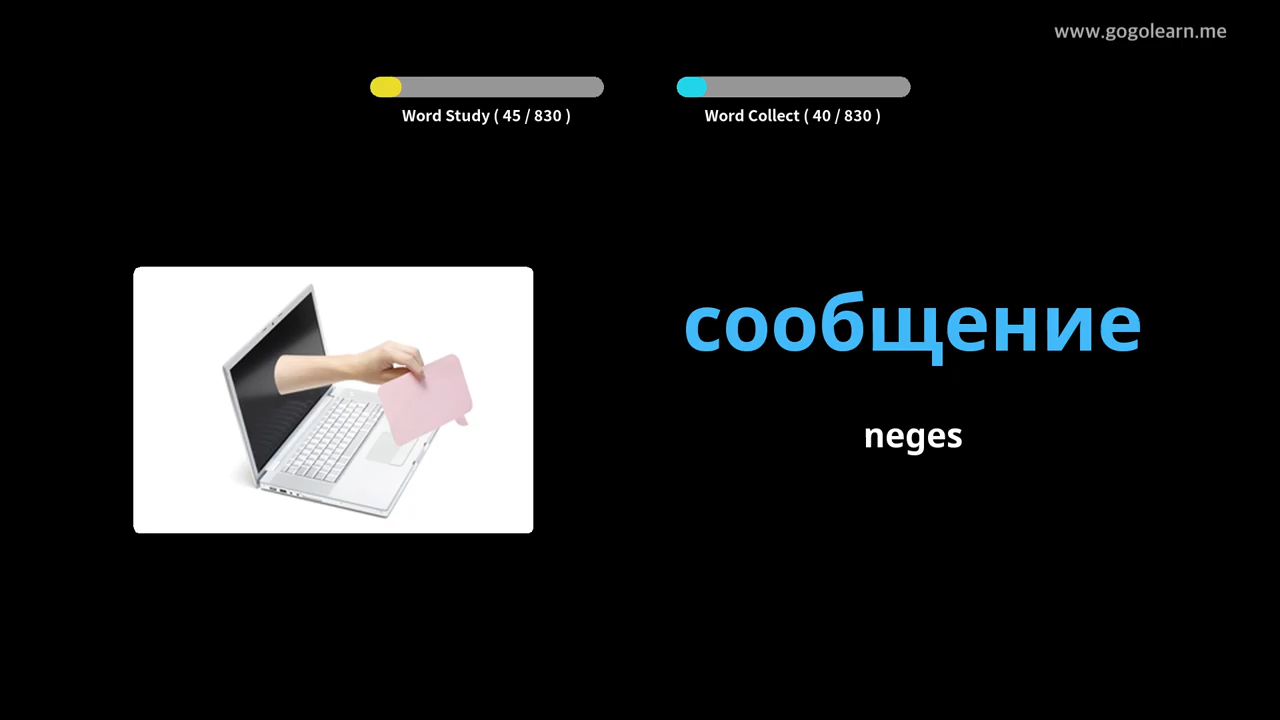 www.gogolearn.me
Word Study ( 45 / 830 )
Word Collect ( 40 / 830 )
сообщение
neges